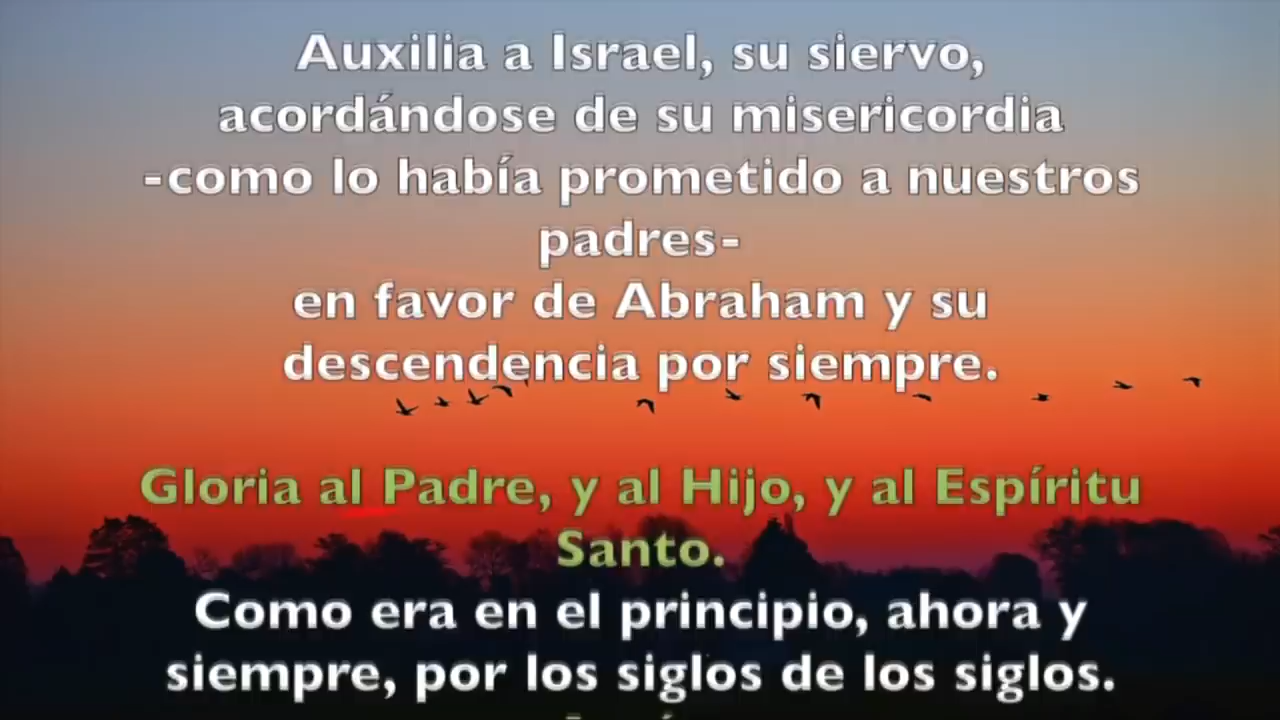 Auxilia a Israel, su siervo,
acordándose de su misericordia
-como lo había prometido a nuestros
padres-
en favor de Abraham y su
descendencia por siempre.
Gloria al Padre, y al Hijo, y al Espíritu
Santo.
Como era en el principio, ahora y
siempre, por los siglos de los siglos.